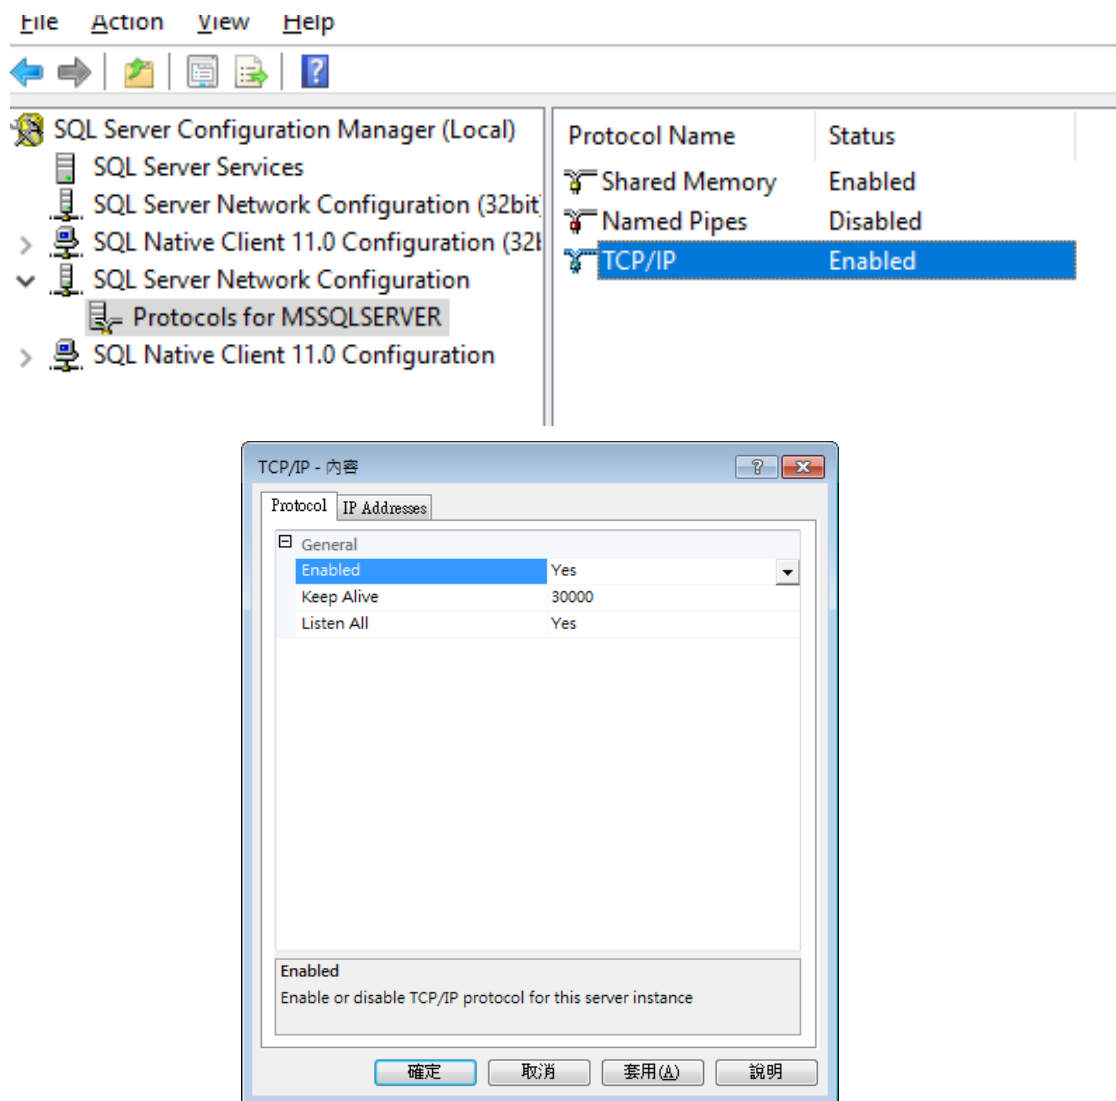 File Action View Help
SQL Server Configuration Manager (Local)
SQL Server Services
SQL Server Network Configuration (32bit
SQL Native Client 11.0 Configuration (32b
SQL Server Network Configuration
Protocols for MSSQLSERVER
SQL Native Client 11.0 Configuration
Protocol Name Status
Shared Memory Enabled
Named Pipes Disabled
TCP/IP Enabled
TCP/IP - 內容
Protocol IP Addresses
General
Enabled Yes
Keep Alive 30000
Listen All Yes
Enabled
Enable or disable TCP/IP protocol for this server instance
確定 取消 套用(A) 說明